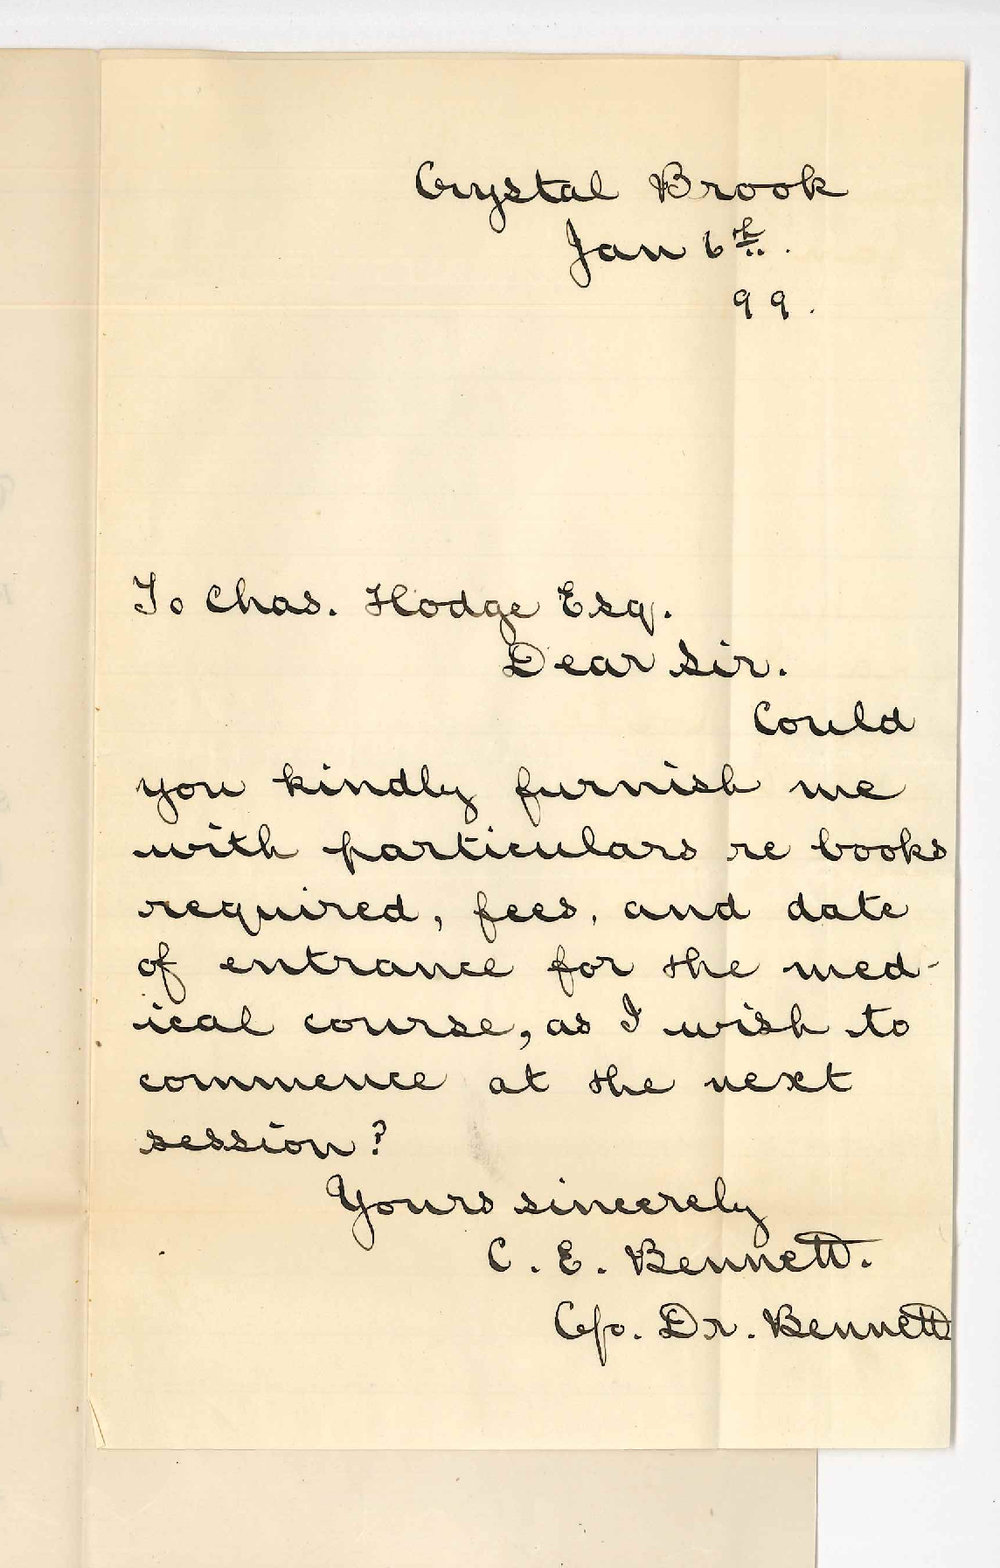 Crystal Brook
Jan 6th.
99.
To Chas. Hodge Esq.
Dear Sir.
Could
you kindly furnish me
with particulars re books
required, fees, and date
of entrance for the med-
ical course, as I wish to
commence at the next
session?
Yours sincerely
C. E. Bennett.
C/o. Dr. Bennett